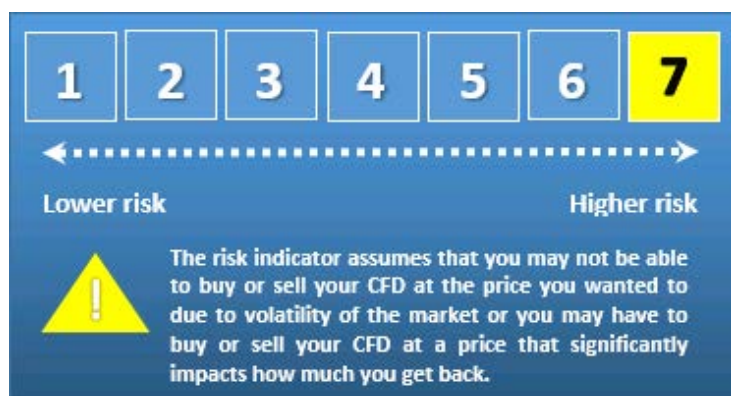 1 2 3 4 5 6 7
Lower risk Higher risk
!
The risk indicator assumes that you may not be able
to buy or sell your CFD at the price you wanted to
due to volatility of the market or you may have to
buy or sell your CFD at a price that significantly
impacts how much you get back.